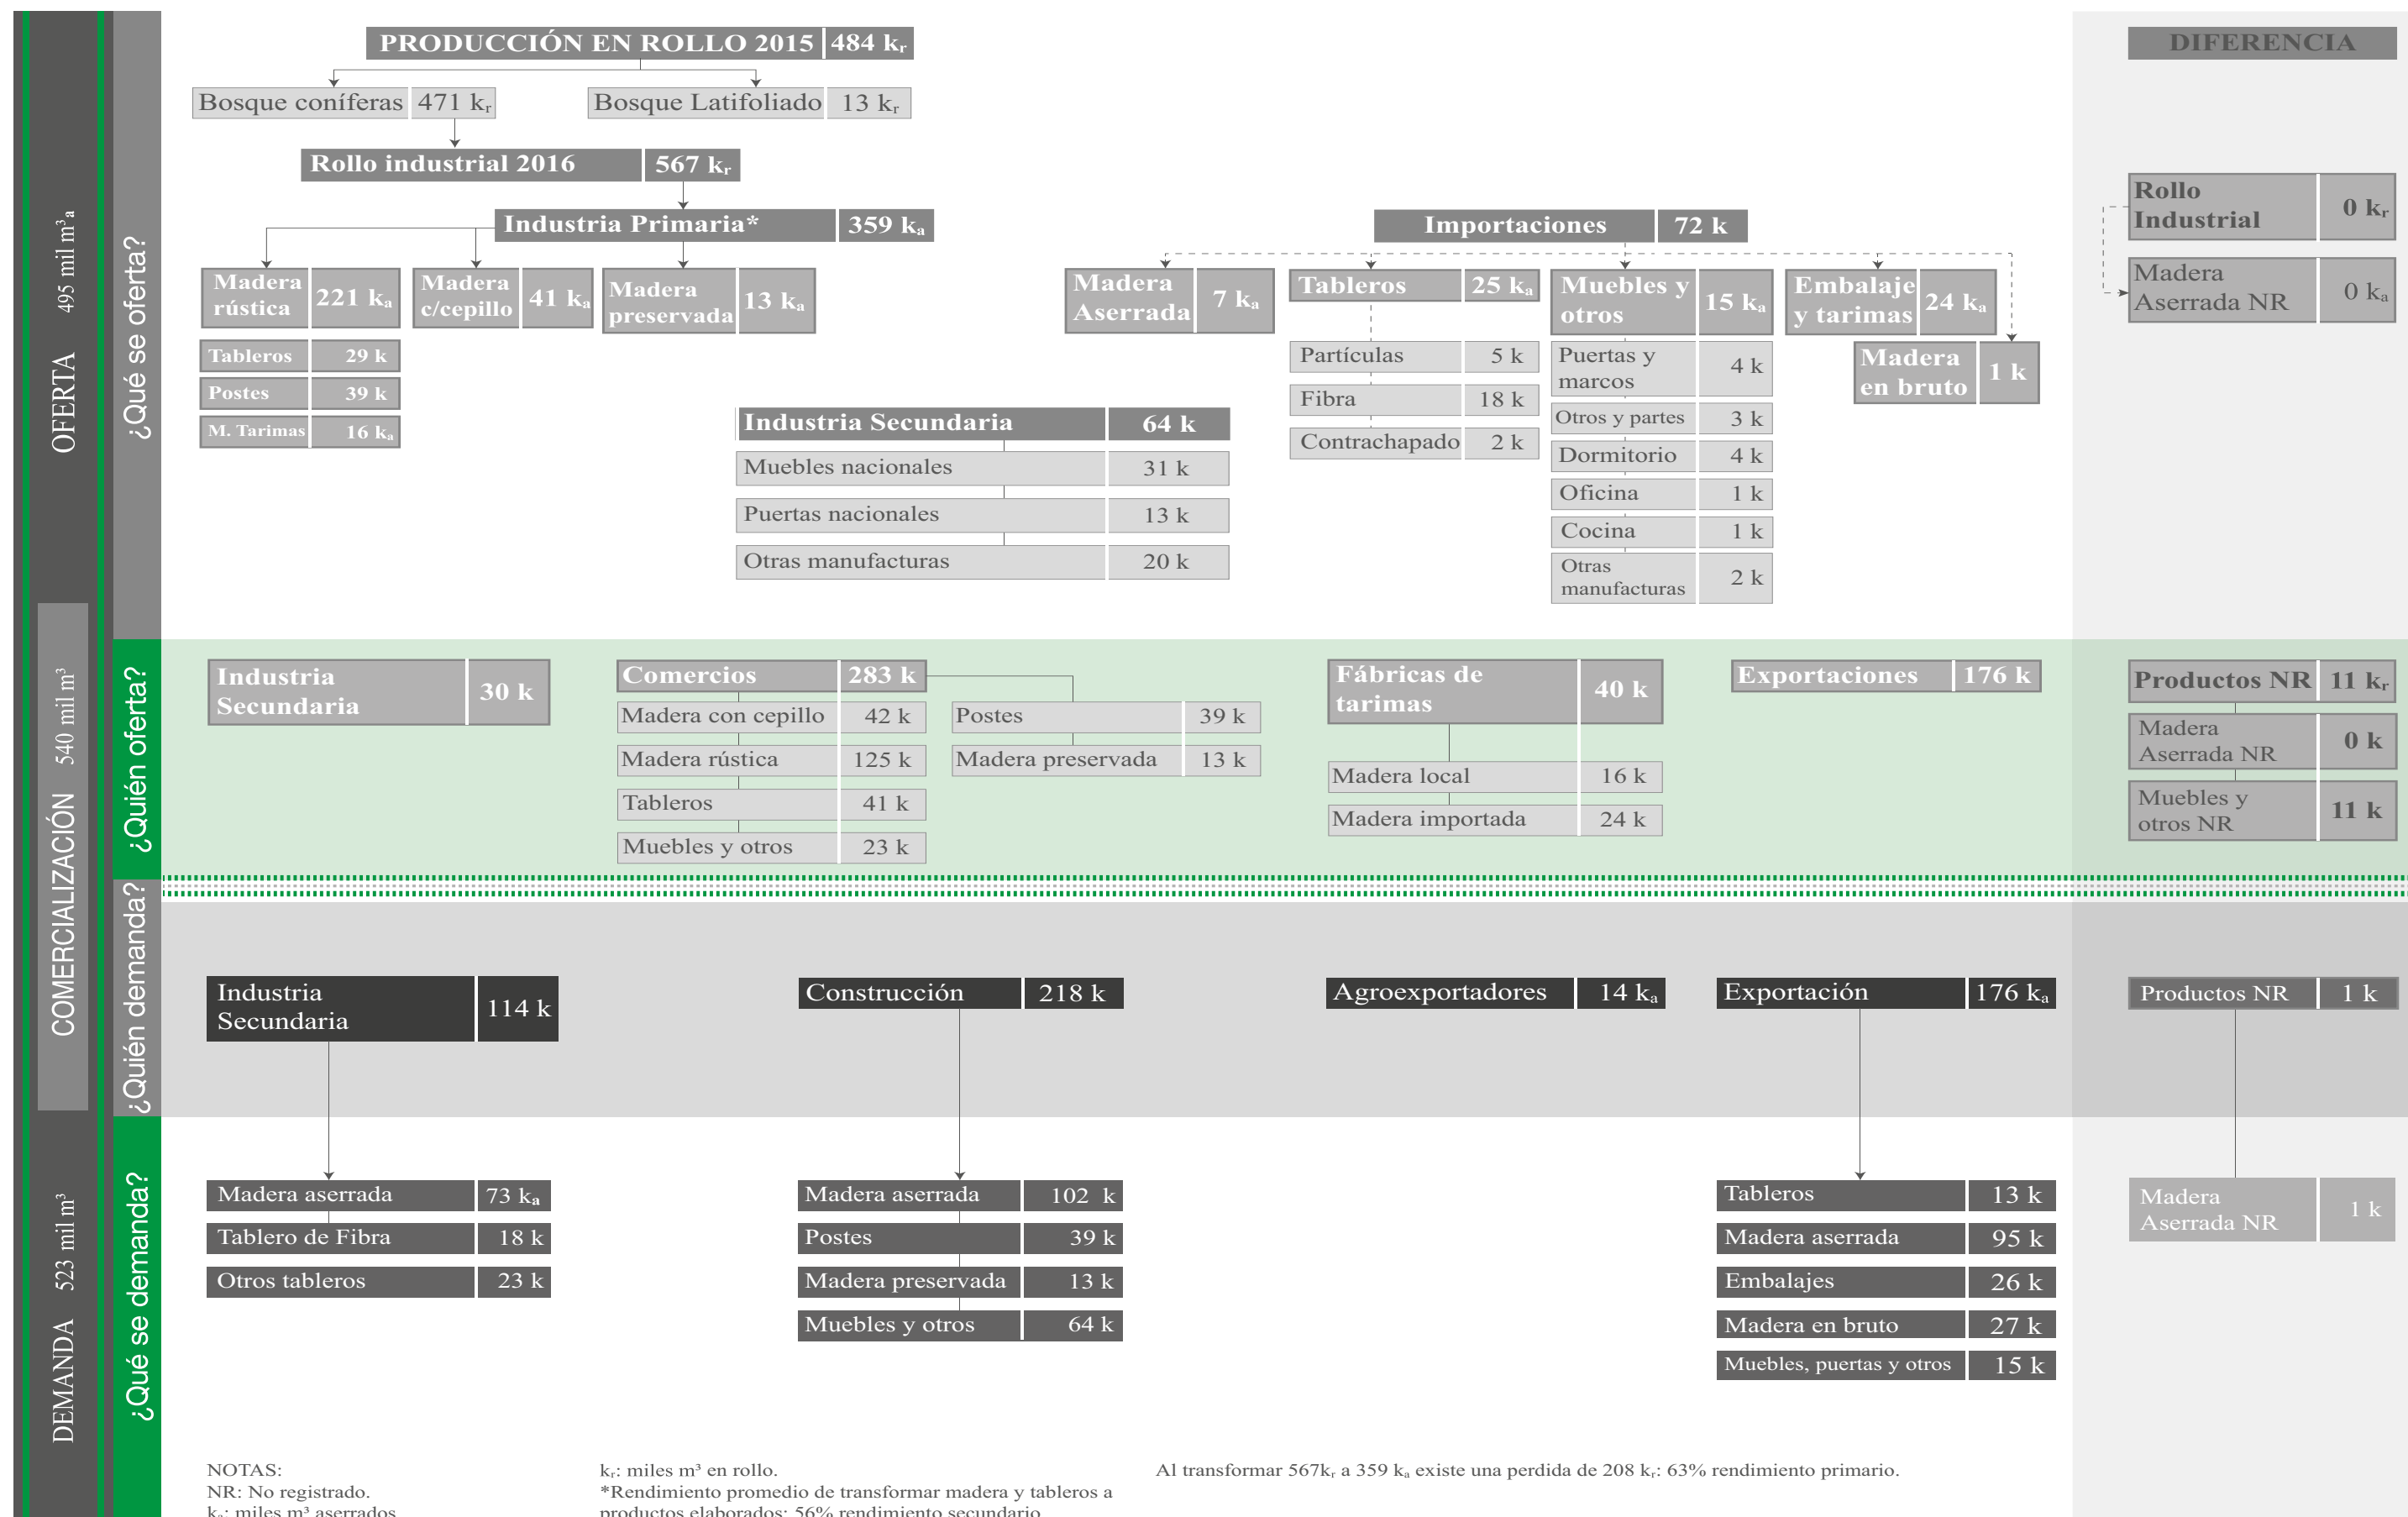 PRODUCCIÓN EN ROLLO 2015 484 kᵣ
Bosque coníferas 471 kᵣ
Bosque Latifoliado 13 kᵣ
Rollo industrial 2016 567 kᵣ
Industria Primaria* 359 kₐ
Madera
rústica
221 kₐ
Madera
c/cepillo
41 kₐ
Madera
preservada
13 kₐ
Tableros 29 k
Postes 39 k
M. Tarimas 16 kₐ
Industria Secundaria 64 k
Muebles nacionales 31 k
Puertas nacionales 13 k
Otras manufacturas 20 k
Importaciones 72 k
Madera
Aserrada
7 kₐ
Tableros 25 kₐ
Partículas 5 k
Fibra 18 k
Contrachapado 2 k
Muebles y
otros
15 kₐ
Puertas y
marcos
4 k
Otros y partes 3 k
Dormitorio 4 k
Oficina 1 k
Cocina 1 k
Otras
manufacturas
2 k
Embalaje
y tarimas
24 kₐ
Madera
en bruto
1 k
DIFERENCIA
Rollo
Industrial
0 kᵣ
Madera
Aserrada NR
0 kₐ
OFERTA 495 mil m³ₐ
¿Qué se oferta?
COMERCIALIZACIÓN 540 mil m³
¿Quién oferta?
Industria
Secundaria
30 k
Comercios 283 k
Madera con cepillo 42 k
Madera rústica 125 k
Tableros 41 k
Muebles y otros 23 k
Postes 39 k
Madera preservada 13 k
Fábricas de
tarimas
40 k
Madera local 16 k
Madera importada 24 k
Exportaciones 176 k
Productos NR 11 kᵣ
Madera
Aserrada NR
0 k
Muebles y
otros NR
11 k
¿Quién demanda?
Industria
Secundaria
114 k
Construcción 218 k
Agroexportadores 14 kₐ
Exportación 176 kₐ
Productos NR 1 k
DEMANDA 523 mil m³
¿Qué se demanda?
Madera aserrada 73 kₐ
Tablero de Fibra 18 k
Otros tableros 23 k
Madera aserrada 102 k
Postes 39 k
Madera preservada 13 k
Muebles y otros 64 k
Tableros 13 k
Madera aserrada 95 k
Embalajes 26 k
Madera en bruto 27 k
Muebles, puertas y otros 15 k
Madera
Aserrada NR
1 k
NOTAS:
NR: No registrado.
kₐ: miles m³ aserrados
kᵣ: miles m³ en rollo.
*Rendimiento promedio de transformar madera y tableros a
productos elaborados: 56% rendimiento secundario
Al transformar 567kᵣ a 359 kₐ existe una perdida de 208 kᵣ: 63% rendimiento primario.